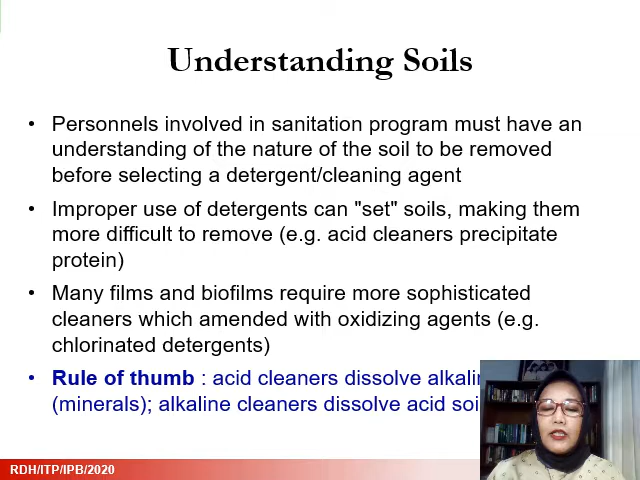 Understanding Soils
• Personnels involved in sanitation program must have an
understanding of the nature of the soil to be removed
before selecting a detergent/cleaning agent
• Improper use of detergents can "set" soils, making them
more difficult to remove (e.g. acid cleaners precipitate
protein)
• Many films and biofilms require more sophisticated
cleaners which amended with oxidizing agents (e.g.
chlorinated detergents)
• Rule of thumb : acid cleaners dissolve
(minerals); alkaline cleaners dissolve acid
RDH/ITP/IPB/2020